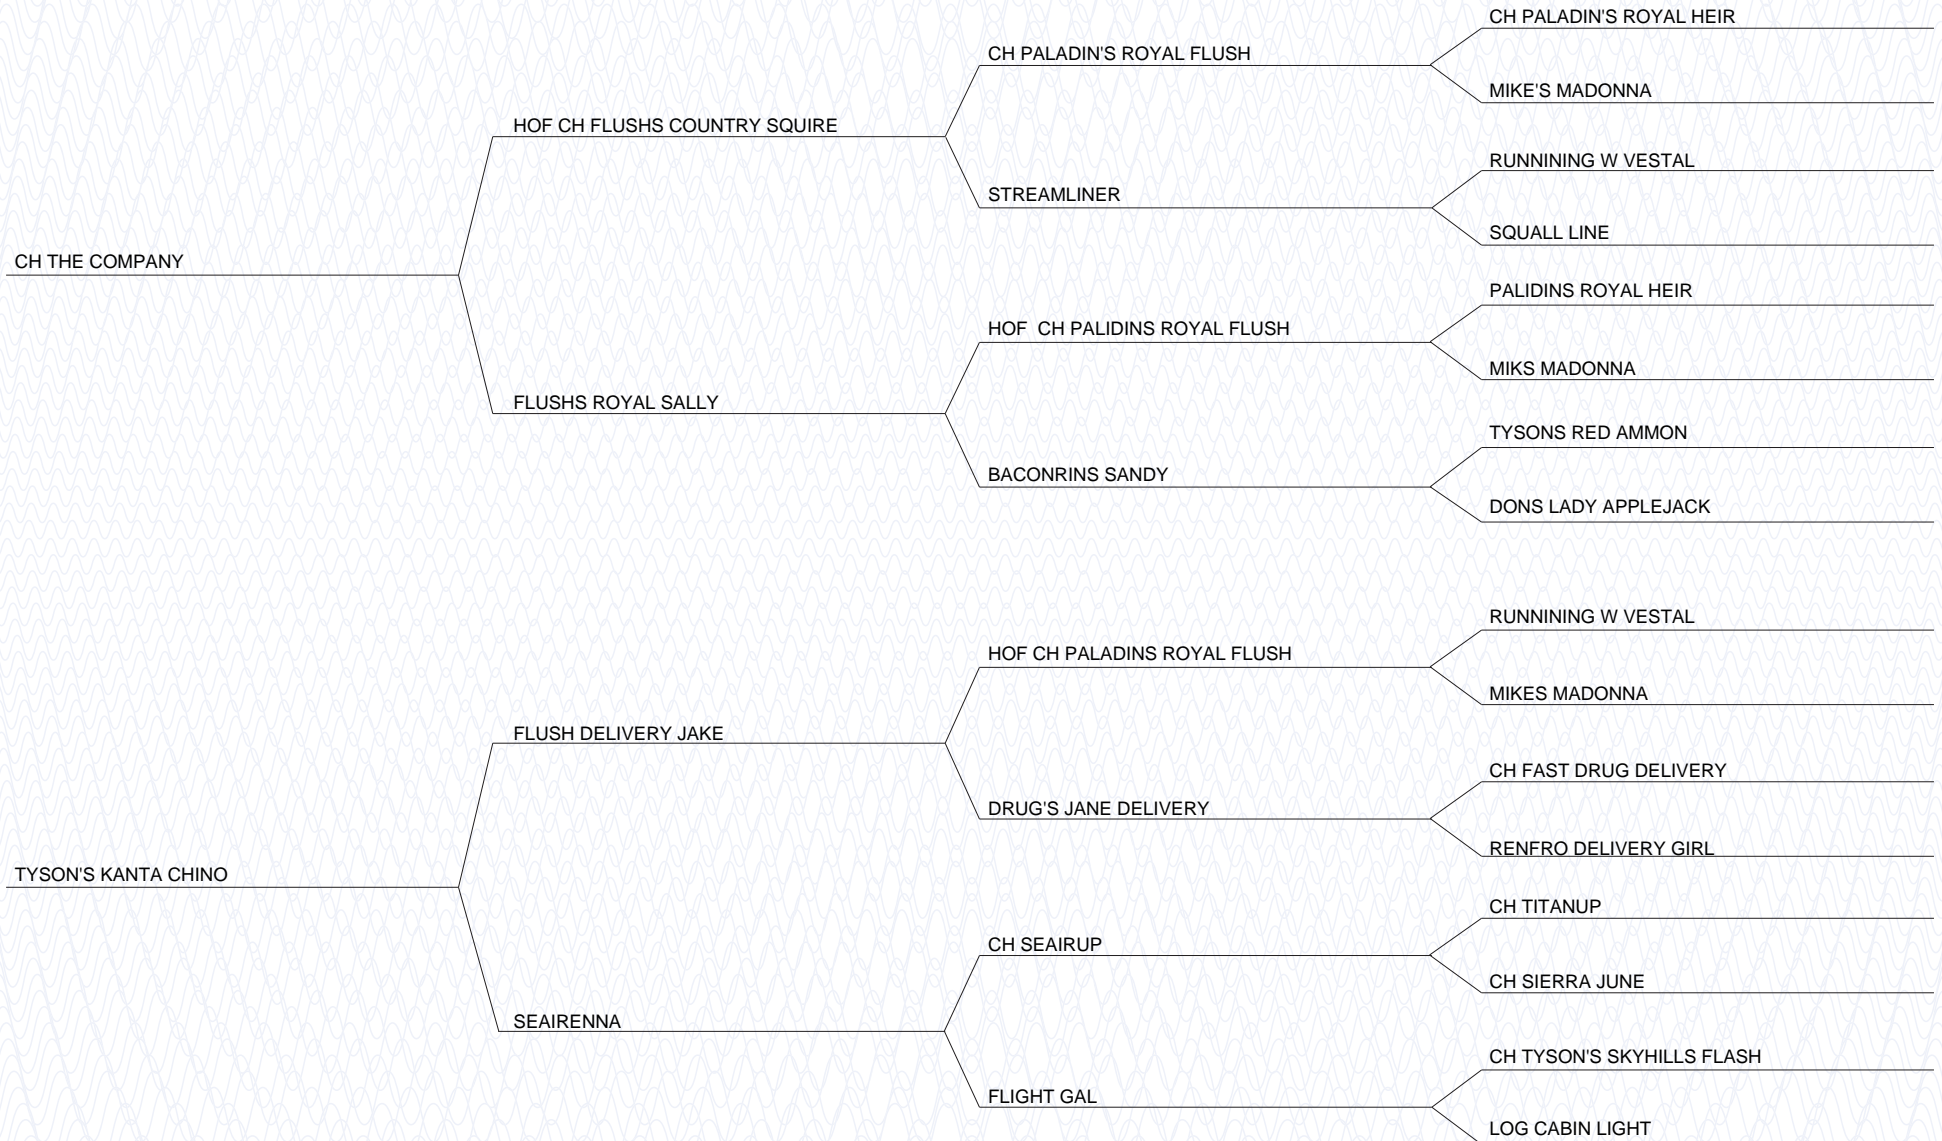 CH PALADIN'S ROYAL HEIR
CH PALADIN'S ROYAL FLUSH
MIKE'S MADONNA
HOF CH FLUSHS COUNTRY SQUIRE
RUNNINING W VESTAL
STREAMLINER
SQUALL LINE
CH THE COMPANY
PALIDINS ROYAL HEIR
HOF  CH PALIDINS ROYAL FLUSH
MIKS MADONNA
FLUSHS ROYAL SALLY
TYSONS RED AMMON
BACONRINS SANDY
DONS LADY APPLEJACK
RUNNINING W VESTAL
HOF CH PALADINS ROYAL FLUSH
MIKES MADONNA
FLUSH DELIVERY JAKE
CH FAST DRUG DELIVERY
DRUG'S JANE DELIVERY
RENFRO DELIVERY GIRL
TYSON'S KANTA CHINO
CH TITANUP
CH SEAIRUP
CH SIERRA JUNE
SEAIRENNA
CH TYSON'S SKYHILLS FLASH
FLIGHT GAL
LOG CABIN LIGHT